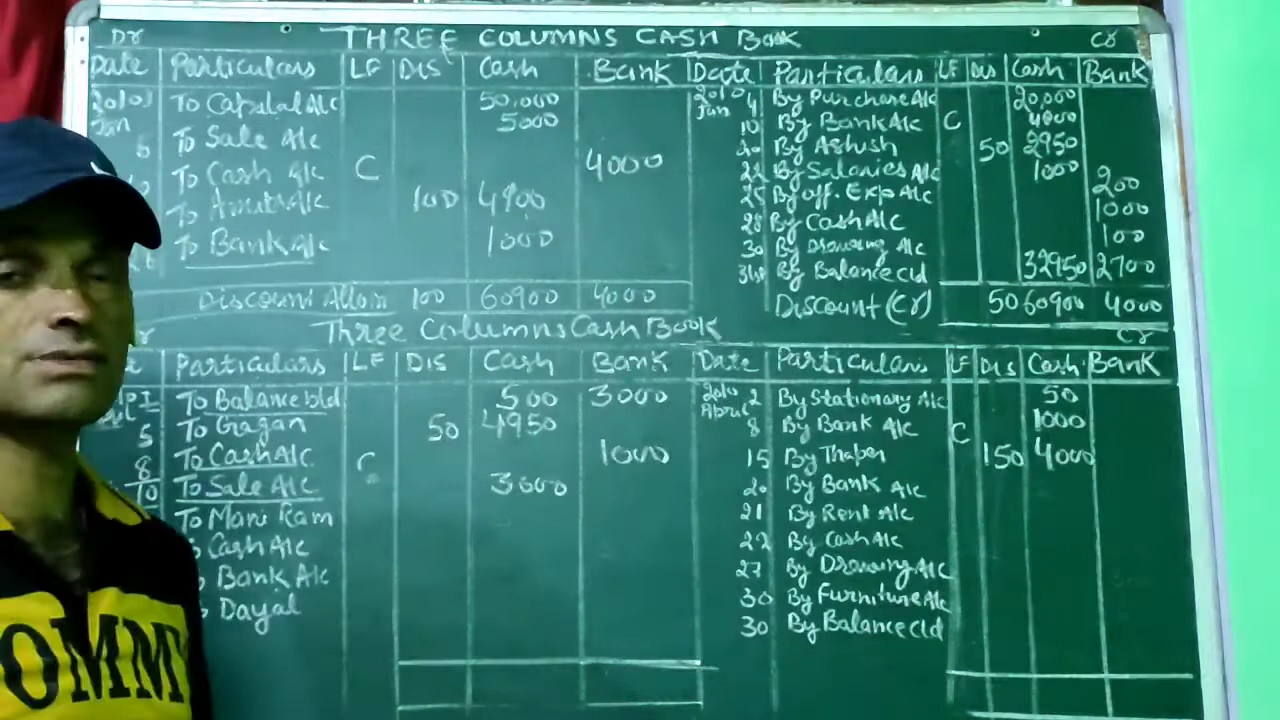 Dr THREE COLUMNS CASH BOOK Cr
Date Particulars LF DIS Cash Bank Date Particulars LF Dis Cash Bank
2010 Jan To Capital A/c 50,000 2010 Jan 4 By Purchase A/c 20,000
5000 10 By Bank A/c C 4000
6 To Sale A/c 20 By Ashush 50 2950
To Cash A/c C 4000 22 By Salaries A/c 1000
To A/c 100 4900 25 By off. Exp A/c 200
To Bank A/c 1000 28 By Cash A/c 1000
30 By Drawing A/c 100
By Balance c/d 32950 2700
Discount Allow 100 60900 4000 Discount (Cr) 50 60900 4000
Three Columns Cash Book Cr
Particulars LF DIS Cash Bank Date Particulars LF Dis Cash Bank
To Balance b/d 500 3000 2010 April 2 By Stationary A/c 50
5 To Gagan 50 4950 8 By Bank A/c C 1000
8 To Cash A/c C 1000 15 By Thaper 150 4000
10 To Sale A/c 3000 20 By Bank A/c
To Mani Ram 21 By Rent A/c
Cash A/c 22 By Cash A/c
Bank A/c 27 By Drawing A/c
Dayal 30 By Furniture A/c
30 By Balance c/d
OMMY